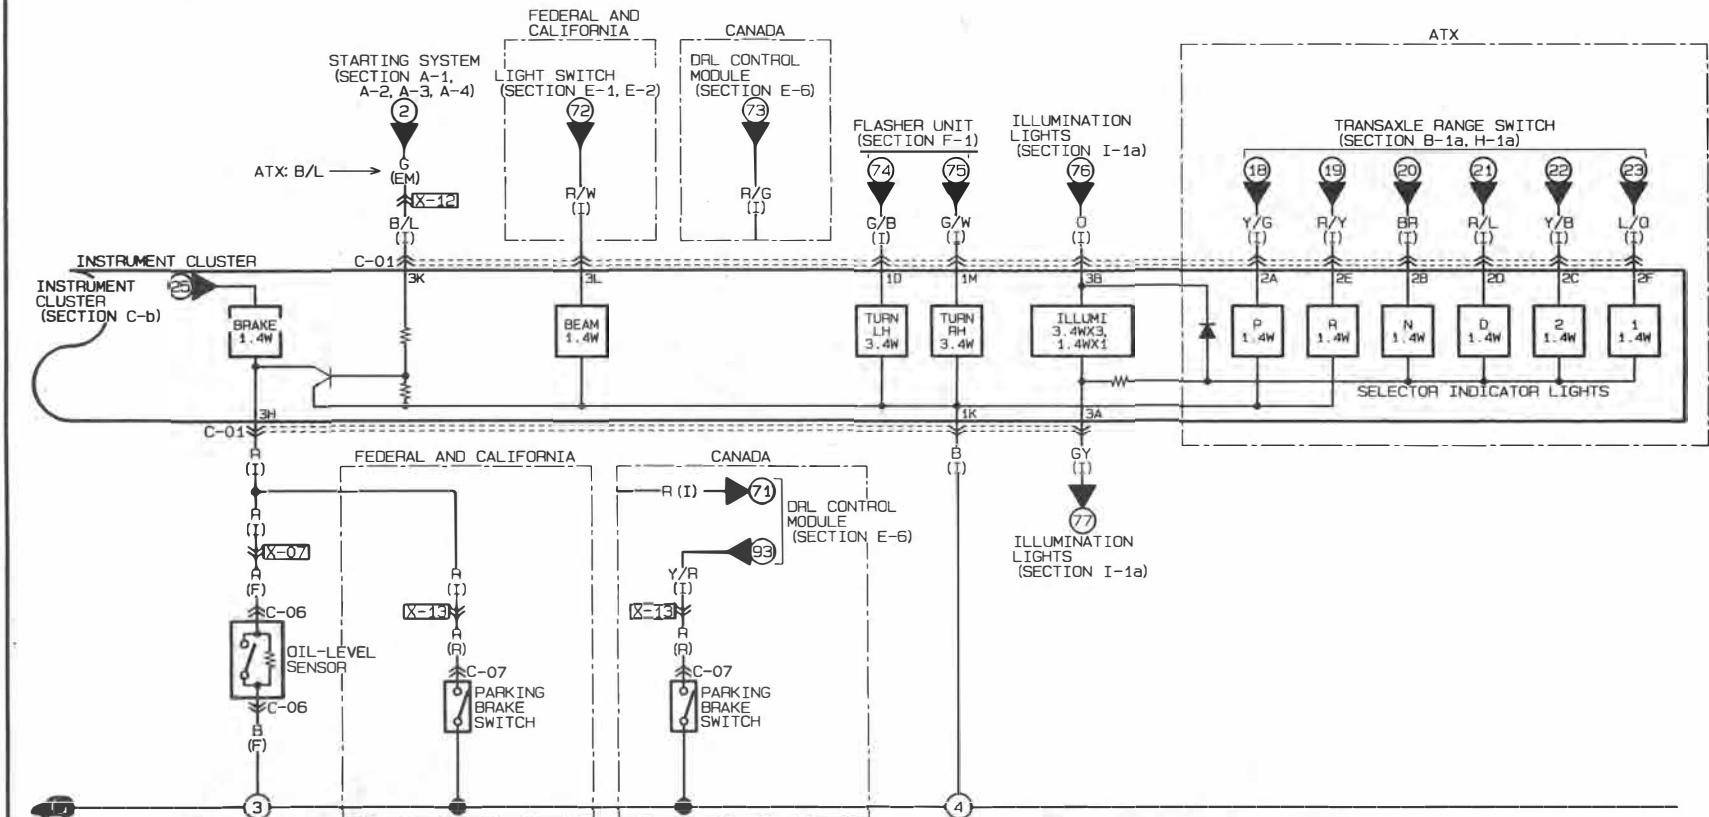 FEDERAL AND
CALIFORNIA
CANADA
ATX
STARTING SYSTEM
(SECTION A-1,
A-2, A-3, A-4)
LIGHT SWITCH
(SECTION E-1, E-2)
DRL CONTROL
MODULE
(SECTION E-6)
FLASHER UNIT
(SECTION F-1)
ILLUMINATION
LIGHTS
(SECTION I-1a)
TRANSAXLE RANGE SWITCH
(SECTION B-1a, H-1a)
2
72
73
74
75
76
18
19
20
21
22
23
ATX: B/L
G
(EM)
X-12
B/L
(I)
R/W
(I)
R/G
(I)
G/B
(I)
G/W
(I)
O
(I)
Y/G
(I)
R/Y
(I)
BR
(I)
R/L
(I)
Y/B
(I)
L/O
(I)
INSTRUMENT CLUSTER
C-01
3K
3L
1D
1M
3B
2A
2E
2B
2D
2C
2F
INSTRUMENT
CLUSTER
(SECTION C-b)
25
BRAKE
1.4W
BEAM
1.4W
TURN
LH
3.4W
TURN
RH
3.4W
ILLUMI
3.4WX3,
1.4WX1
P
1.4W
R
1.4W
N
1.4W
D
1.4W
2
1.4W
1
1.4W
SELECTOR INDICATOR LIGHTS
3H
1K
3A
C-01
R
(I)
FEDERAL AND CALIFORNIA
CANADA
B
(I)
GY
(I)
R (I)
71
DRL CONTROL
MODULE
(SECTION E-6)
93
77
ILLUMINATION
LIGHTS
(SECTION I-1a)
R
(I)
X-07
R
(F)
C-06
OIL-LEVEL
SENSOR
C-06
B
(F)
R
(I)
X-13
R
(R)
C-07
PARKING
BRAKE
SWITCH
Y/R
(I)
X-13
R
(R)
C-07
PARKING
BRAKE
SWITCH
3
4